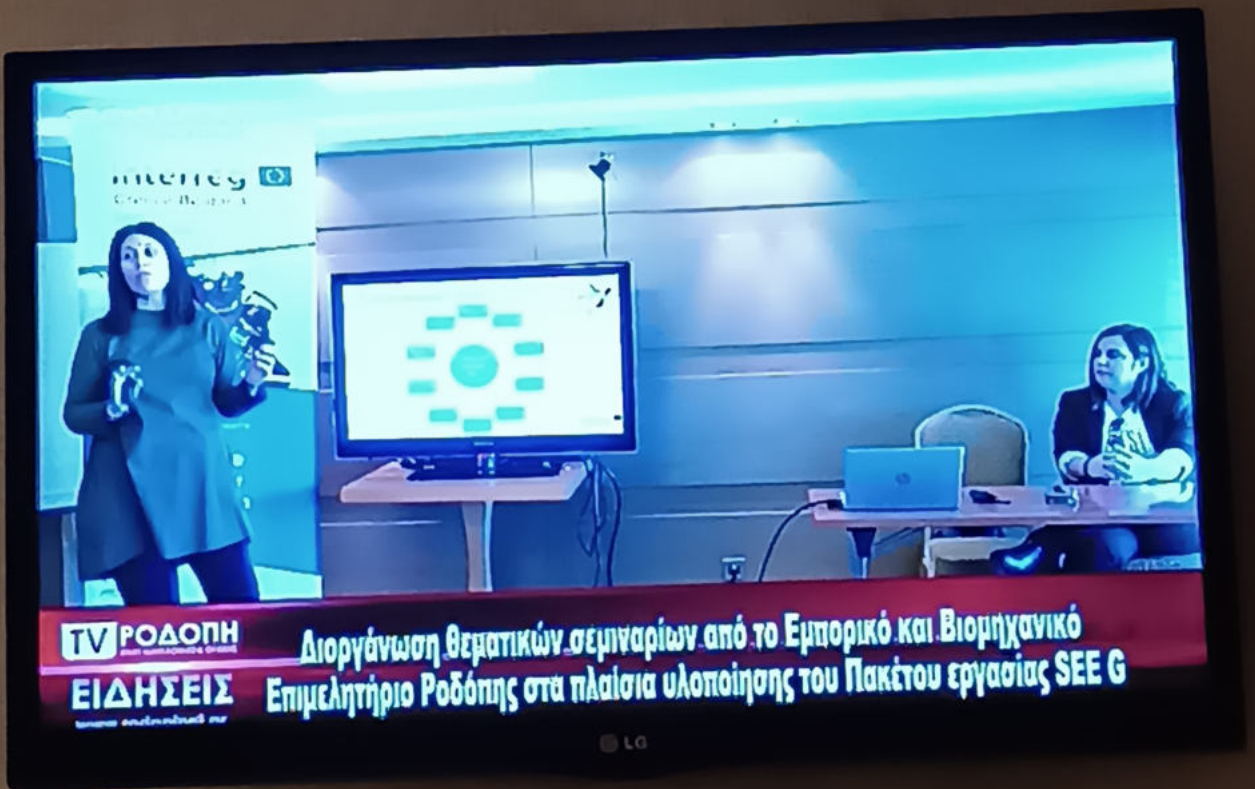 interreg
TV ΡΟΔΟΠΗ
ΕΙΔΗΣΕΙΣ
Διοργάνωση θεματικών σεμιναρίων από το Εμπορικό και Βιομηχανικό
Επιμελητήριο Ροδόπης στα πλαίσια υλοποίησης του Πακέτου εργασίας SEE G
LG